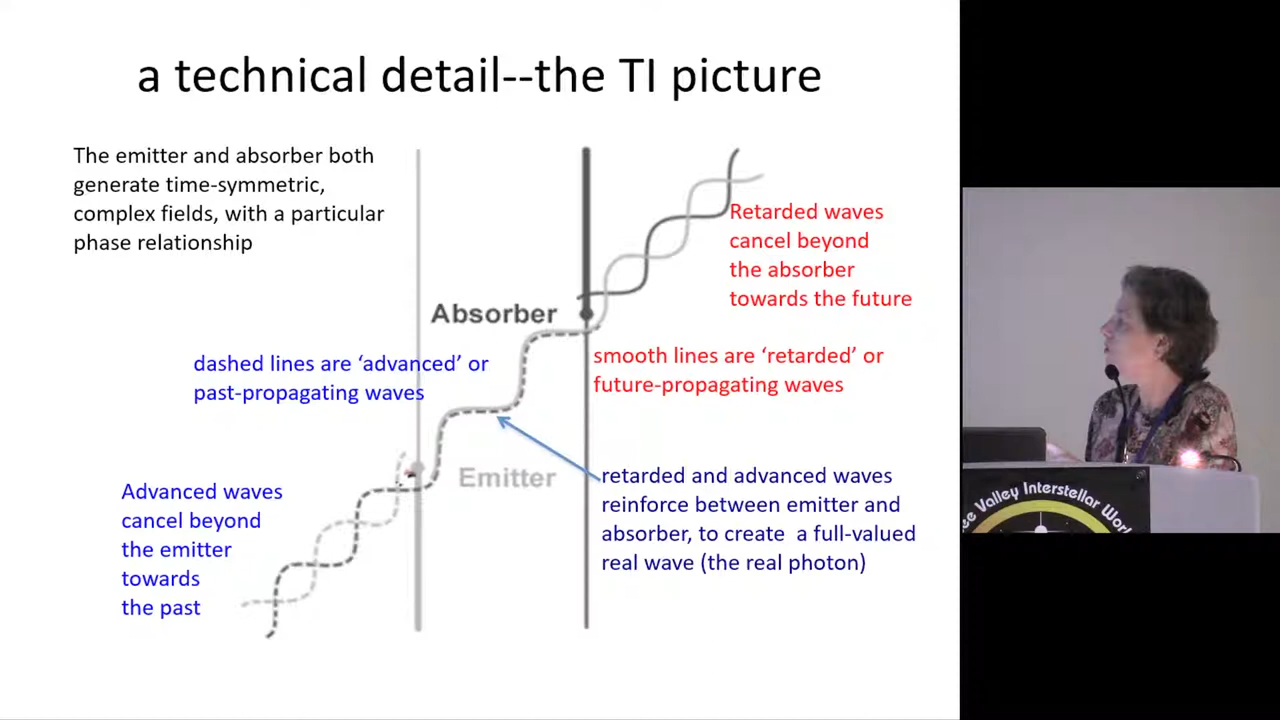 a technical detail--the TI picture
The emitter and absorber both
generate time-symmetric,
complex fields, with a particular
phase relationship
Retarded waves
cancel beyond
the absorber
towards the future
Absorber
dashed lines are ‘advanced’ or
past-propagating waves
smooth lines are ‘retarded’ or
future-propagating waves
Emitter
Advanced waves
cancel beyond
the emitter
towards
the past
retarded and advanced waves
reinforce between emitter and
absorber, to create  a full-valued
real wave (the real photon)
Valley Interstellar